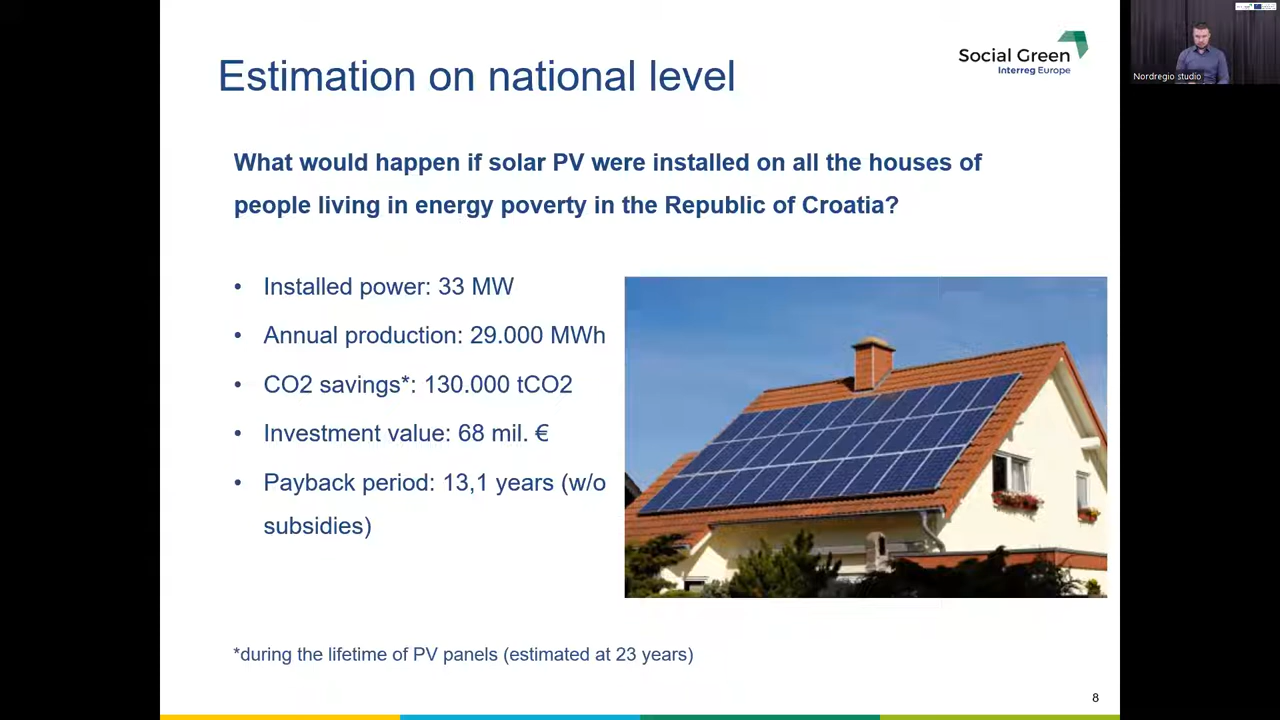 Estimation on national level
Social Green
Interreg Europe
Nordregio studio
What would happen if solar PV were installed on all the houses of
people living in energy poverty in the Republic of Croatia?
• Installed power: 33 MW
• Annual production: 29.000 MWh
• CO2 savings*: 130.000 tCO2
• Investment value: 68 mil. €
• Payback period: 13,1 years (w/o
subsidies)
*during the lifetime of PV panels (estimated at 23 years)
8